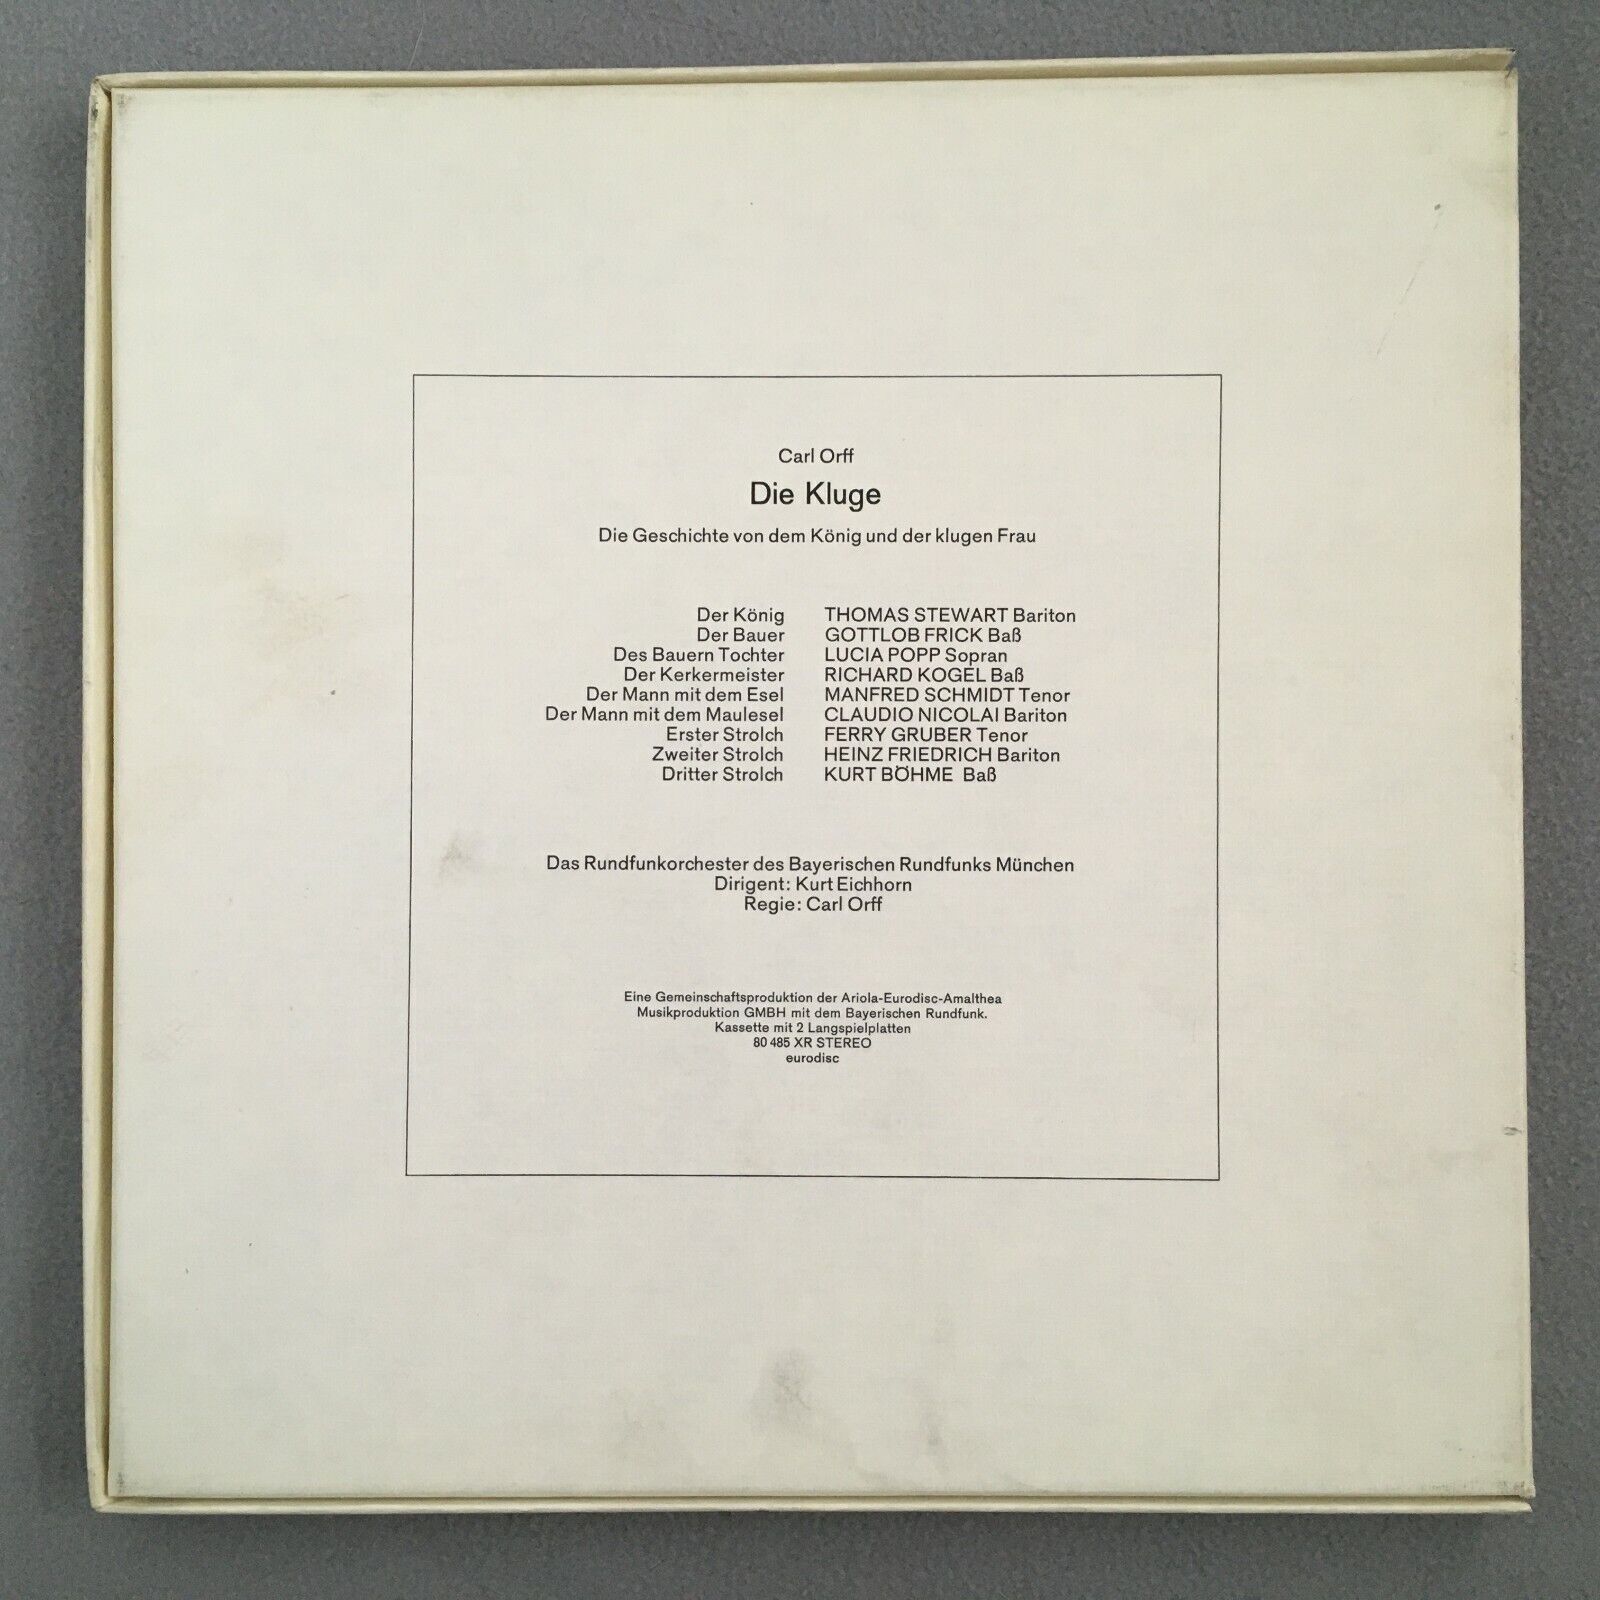 Carl Orff
Die Kluge
Die Geschichte von dem König und der klugen Frau
Der König THOMAS STEWART Bariton
Der Bauer GOTTLOB FRICK Baß
Des Bauern Tochter LUCIA POPP Sopran
Der Kerkermeister RICHARD KOGEL Baß
Der Mann mit dem Esel MANFRED SCHMIDT Tenor
Der Mann mit dem Maulesel CLAUDIO NICOLAI Bariton
Erster Strolch FERRY GRUBER Tenor
Zweiter Strolch HEINZ FRIEDRICH Bariton
Dritter Strolch KURT BÖHME Baß
Das Rundfunkorchester des Bayerischen Rundfunks München
Dirigent: Kurt Eichhorn
Regie: Carl Orff
Eine Gemeinschaftsproduktion der Ariola-Eurodisc-Amalthea
Musikproduktion GMBH mit dem Bayerischen Rundfunk.
Kassette mit 2 Langspielplatten
80 485 XR STEREO
eurodisc